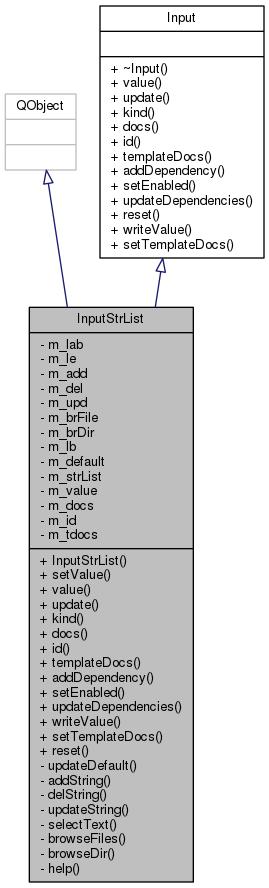 Input
+ ~Input()
+ value()
+ update()
+ kind()
+ docs()
+ id()
+ templateDocs()
+ addDependency()
+ setEnabled()
+ updateDependencies()
+ reset()
+ writeValue()
+ setTemplateDocs()
QObject
InputStrList
- m_lab
- m_le
- m_add
- m_del
- m_upd
- m_brFile
- m_brDir
- m_lb
- m_default
- m_strList
- m_value
- m_docs
- m_id
- m_tdocs
+ InputStrList()
+ setValue()
+ value()
+ update()
+ kind()
+ docs()
+ id()
+ templateDocs()
+ addDependency()
+ setEnabled()
+ updateDependencies()
+ writeValue()
+ setTemplateDocs()
+ reset()
- updateDefault()
- addString()
- delString()
- updateString()
- selectText()
- browseFiles()
- browseDir()
- help()